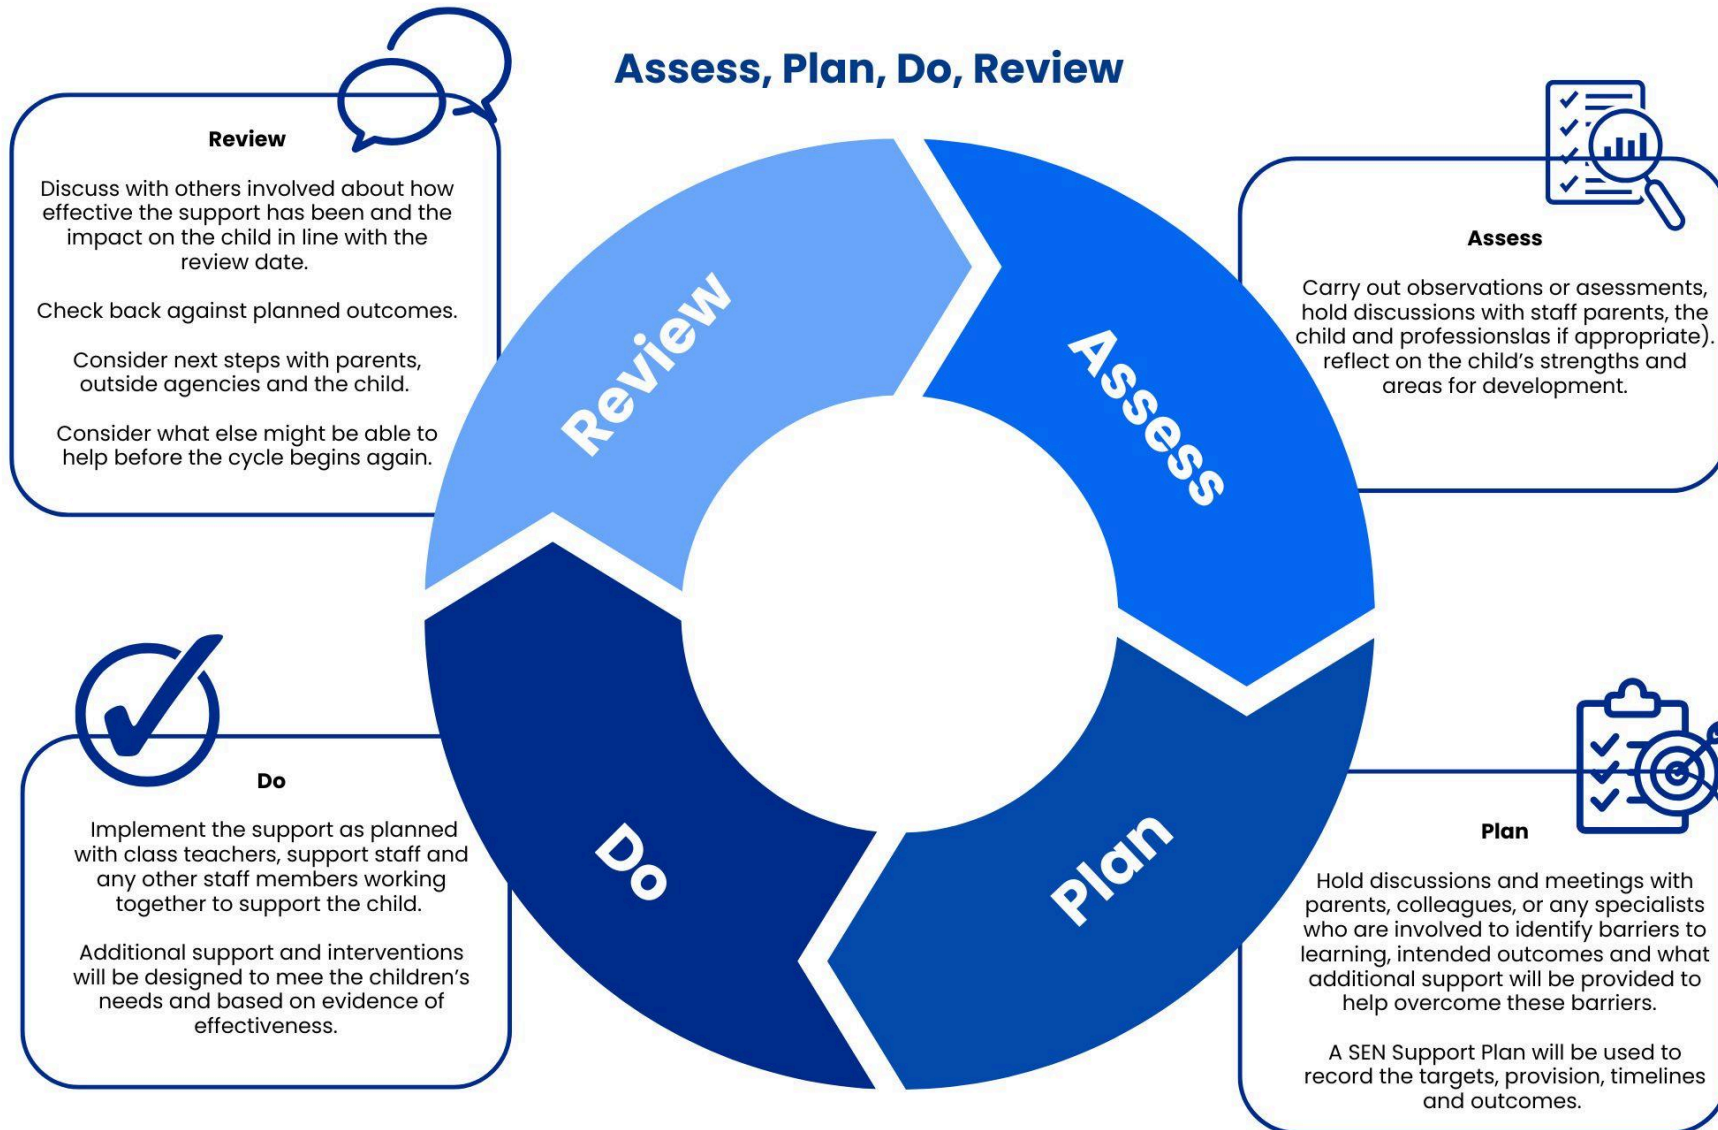 Assess, Plan, Do, Review
Review
Discuss with others involved about how
effective the support has been and the
impact on the child in line with the
review date.
Check back against planned outcomes.
Consider next steps with parents,
outside agencies and the child.
Consider what else might be able to
help before the cycle begins again.
Assess
Carry out observations or asessments,
hold discussions with staff parents, the
child and professionslas if appropriate).
reflect on the child's strengths and
areas for development.
Review
Assess
Do
Plan
Do
Implement the support as planned
with class teachers, support staff and
any other staff members working
together to support the child.
Additional support and interventions
will be designed to mee the children's
needs and based on evidence of
effectiveness.
Plan
Hold discussions and meetings with
parents, colleagues, or any specialists
who are involved to identify barriers to
learning, intended outcomes and what
additional support will be provided to
help overcome these barriers.
A SEN Support Plan will be used to
record the targets, provision, timelines
and outcomes.